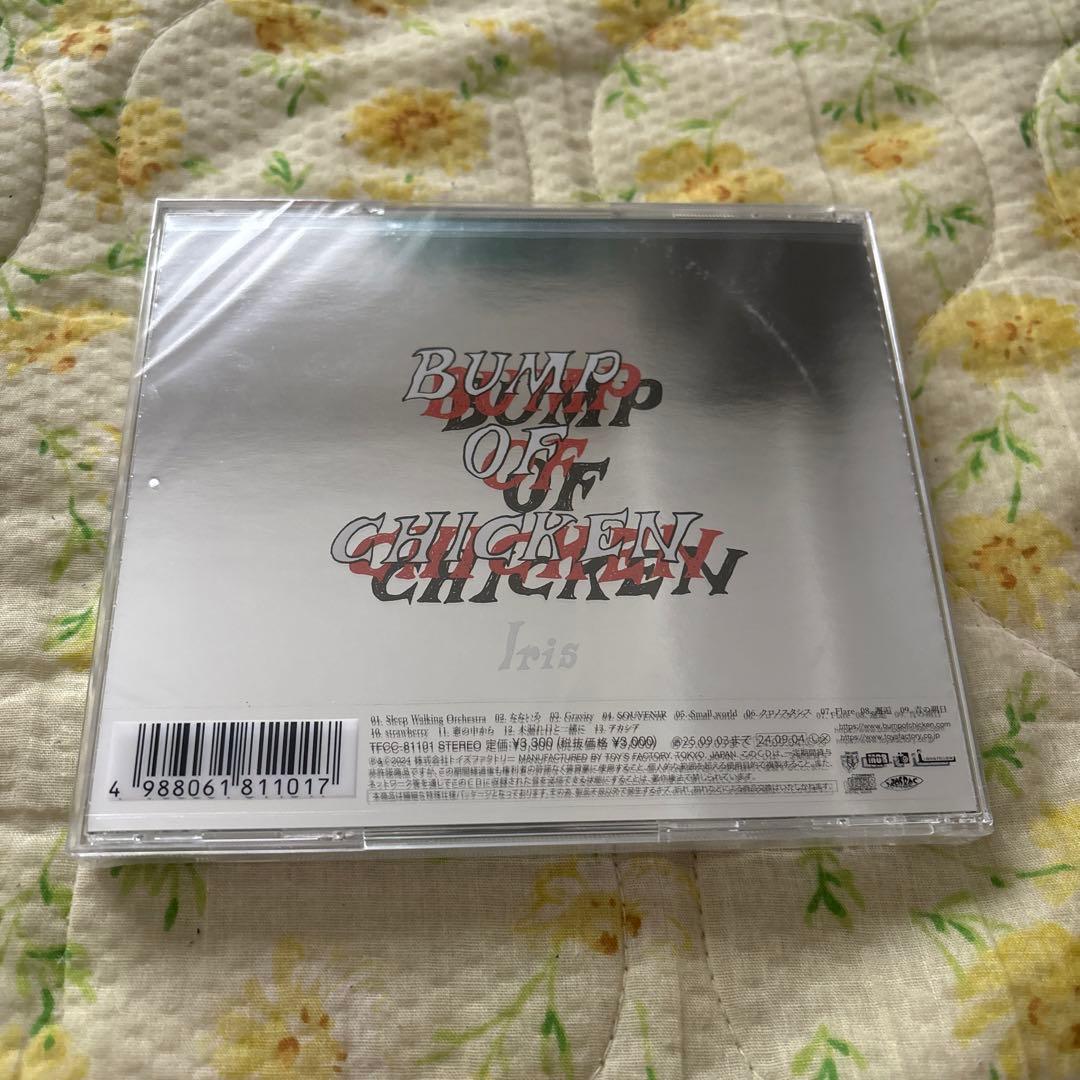 BUMP
OF
CHICKEN
Iris
01. Sleep Walking Orchestra 02. なないろ 03. Gravity 04. SOUVENIR 05. Small world 06. クロノスタシス 07. Flare 08. 邂逅 09. 青の朔日
10. strawberry 11. 窓の中から 12. 木漏れ日と一緒に 13. アカシア
https://www.bumpofchicken.com
https://www.toysfactory.co.jp
TFCC-81101 STEREO 定価:¥3,300 (税抜価格 ¥3,000) 25.09.03まで 24.09.04
℗&© 2024 株式会社トイズファクトリー MANUFACTURED BY TOY'S FACTORY, TOKYO, JAPAN.
4 988061 811017